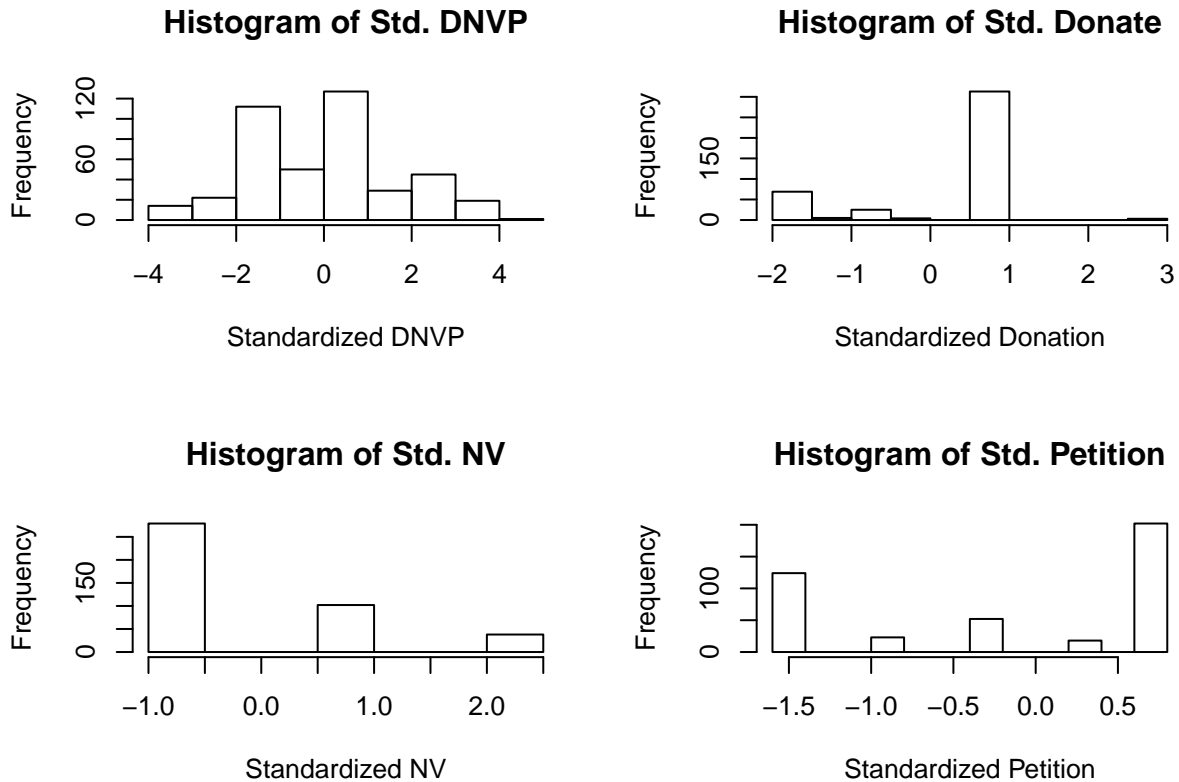 Histogram of Std. DNVP
Frequency
0 60 120
−4 −2 0 2 4
Standardized DNVP
Histogram of Std. Donate
Frequency
0 150
−2 −1 0 1 2 3
Standardized Donation
Histogram of Std. NV
Frequency
0 150
−1.0 0.0 1.0 2.0
Standardized NV
Histogram of Std. Petition
Frequency
0 100
−1.5 −1.0 −0.5 0.0 0.5
Standardized Petition